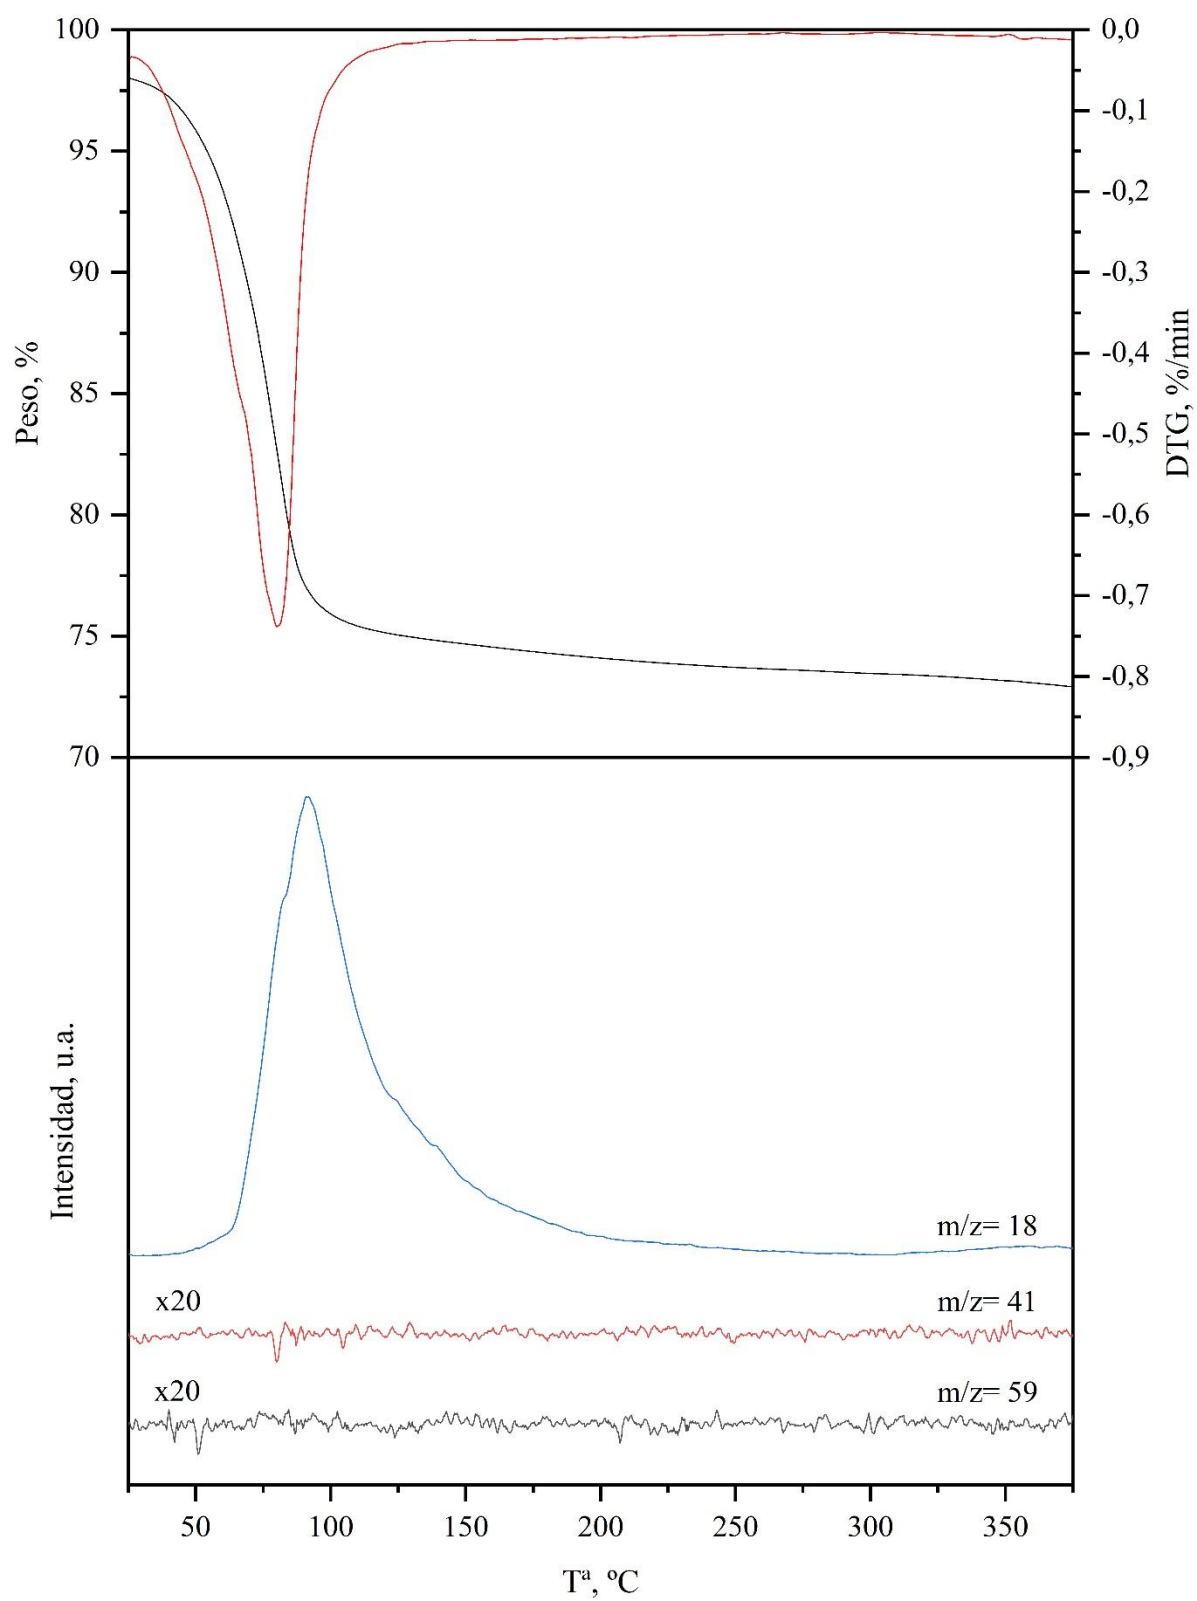 100
95
90
85
80
75
70
Peso, %
0,0
-0,1
-0,2
-0,3
-0,4
-0,5
-0,6
-0,7
-0,8
-0,9
DTG, %/min
Intensidad, u.a.
m/z= 18
x20
m/z= 41
x20
m/z= 59
50 100 150 200 250 300 350
Tª, ºC